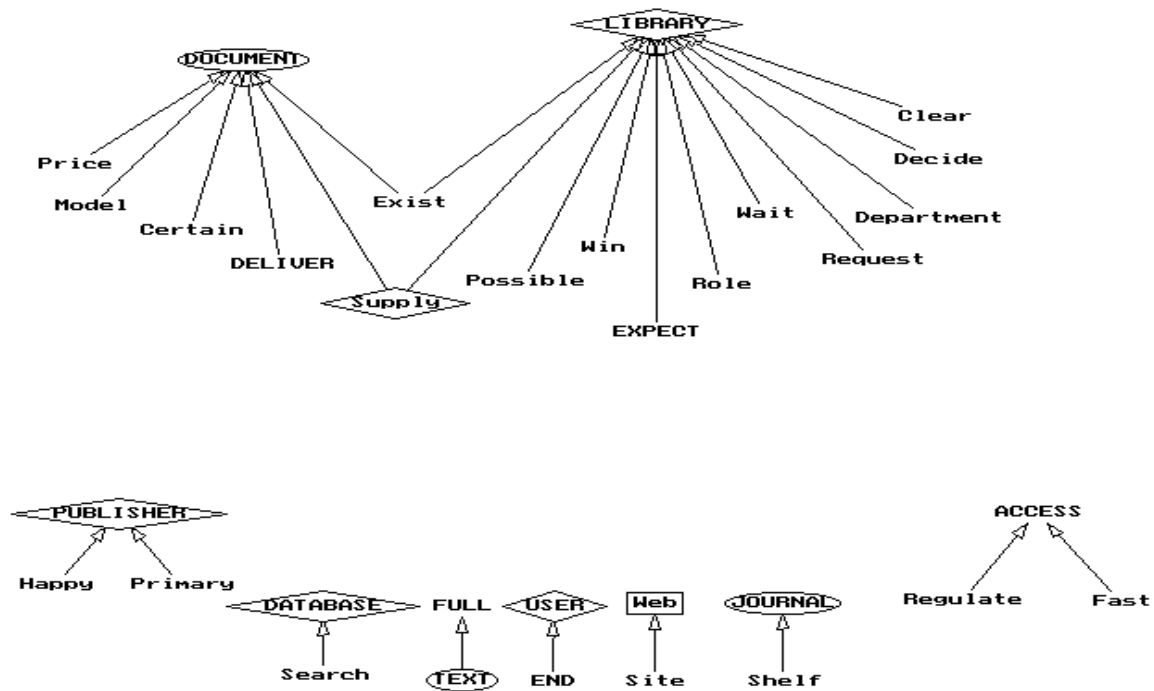 LIBRARY
DOCUMENT
Clear
Price
Decide
Model
Exist
Wait
Department
Certain
Win
DELIVER
Request
Possible
Role
Supply
EXPECT
PUBLISHER
ACCESS
Happy
Primary
Regulate
Fast
DATABASE
FULL
USER
Web
JOURNAL
Search
TEXT
END
Site
Shelf